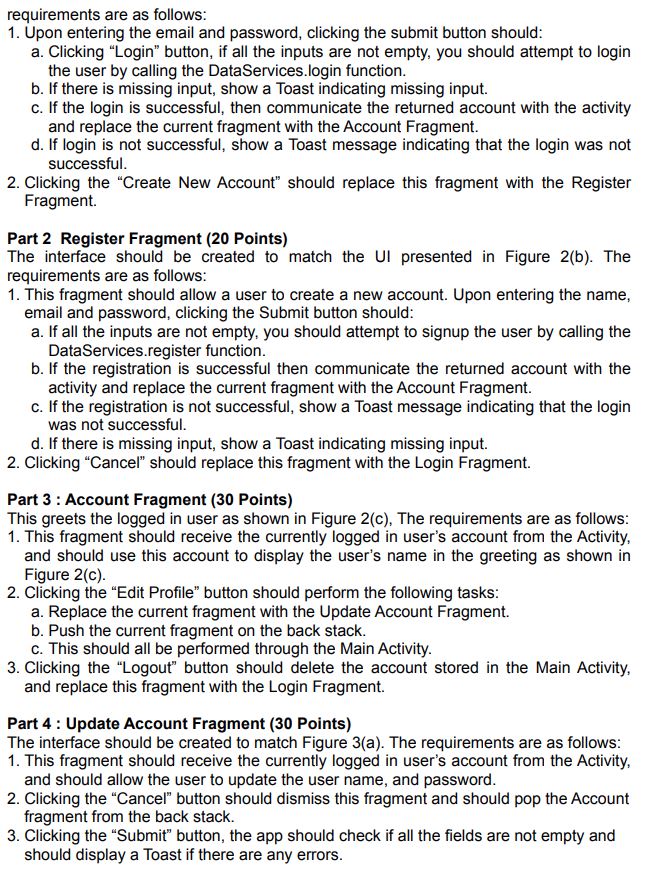 requirements are as follows:
1. Upon entering the email and password, clicking the submit button should:
a. Clicking “Login” button, if all the inputs are not empty, you should attempt to login
the user by calling the DataServices.login function.
b. If there is missing input, show a Toast indicating missing input.
c. If the login is successful, then communicate the returned account with the activity
and replace the current fragment with the Account Fragment.
d. If login is not successful, show a Toast message indicating that the login was not
successful.
2. Clicking the “Create New Account” should replace this fragment with the Register
Fragment.
Part 2 Register Fragment (20 Points)
The interface should be created to match the UI presented in Figure 2(b). The
requirements are as follows:
1. This fragment should allow a user to create a new account. Upon entering the name,
email and password, clicking the Submit button should:
a. If all the inputs are not empty, you should attempt to signup the user by calling the
DataServices.register function.
b. If the registration is successful then communicate the returned account with the
activity and replace the current fragment with the Account Fragment.
c. If the registration is not successful, show a Toast message indicating that the login
was not successful.
d. If there is missing input, show a Toast indicating missing input.
2. Clicking “Cancel” should replace this fragment with the Login Fragment.
Part 3 : Account Fragment (30 Points)
This greets the logged in user as shown in Figure 2(c), The requirements are as follows:
1. This fragment should receive the currently logged in user’s account from the Activity,
and should use this account to display the user’s name in the greeting as shown in
Figure 2(c).
2. Clicking the “Edit Profile” button should perform the following tasks:
a. Replace the current fragment with the Update Account Fragment.
b. Push the current fragment on the back stack.
c. This should all be performed through the Main Activity.
3. Clicking the “Logout” button should delete the account stored in the Main Activity,
and replace this fragment with the Login Fragment.
Part 4 : Update Account Fragment (30 Points)
The interface should be created to match Figure 3(a). The requirements are as follows:
1. This fragment should receive the currently logged in user’s account from the Activity,
and should allow the user to update the user name, and password.
2. Clicking the “Cancel” button should dismiss this fragment and should pop the Account
fragment from the back stack.
3. Clicking the “Submit” button, the app should check if all the fields are not empty and
should display a Toast if there are any errors.